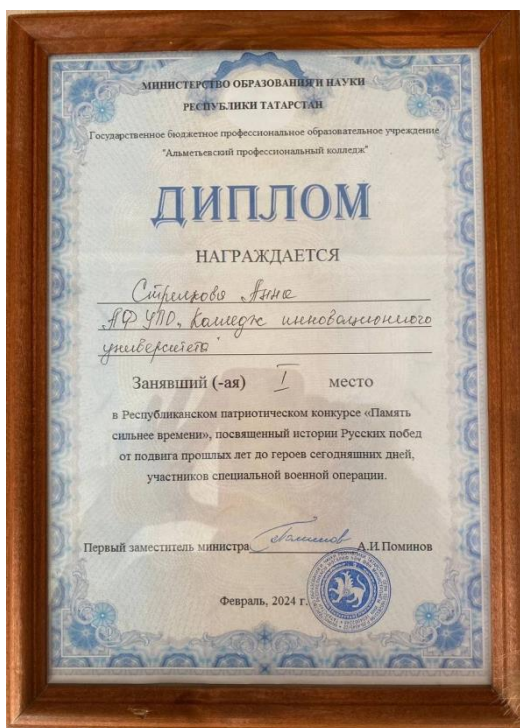 МИНИСТЕРСТВО ОБРАЗОВАНИЯ И НАУКИ
РЕСПУБЛИКИ ТАТАРСТАН
Государственное бюджетное профессиональное образовательное учреждение
"Альметьевский профессиональный колледж"
ДИПЛОМ
НАГРАЖДАЕТСЯ
Стрелкова Анна
АФ УПО "Колледж инновационного
университета"
Занявший (-ая) I место
в Республиканском патриотическом конкурсе «Память
сильнее времени», посвященный истории Русских побед
от подвига прошлых лет до героев сегодняшних дней,
участников специальной военной операции.
Первый заместитель министра А.И.Поминов
Февраль, 2024 г.